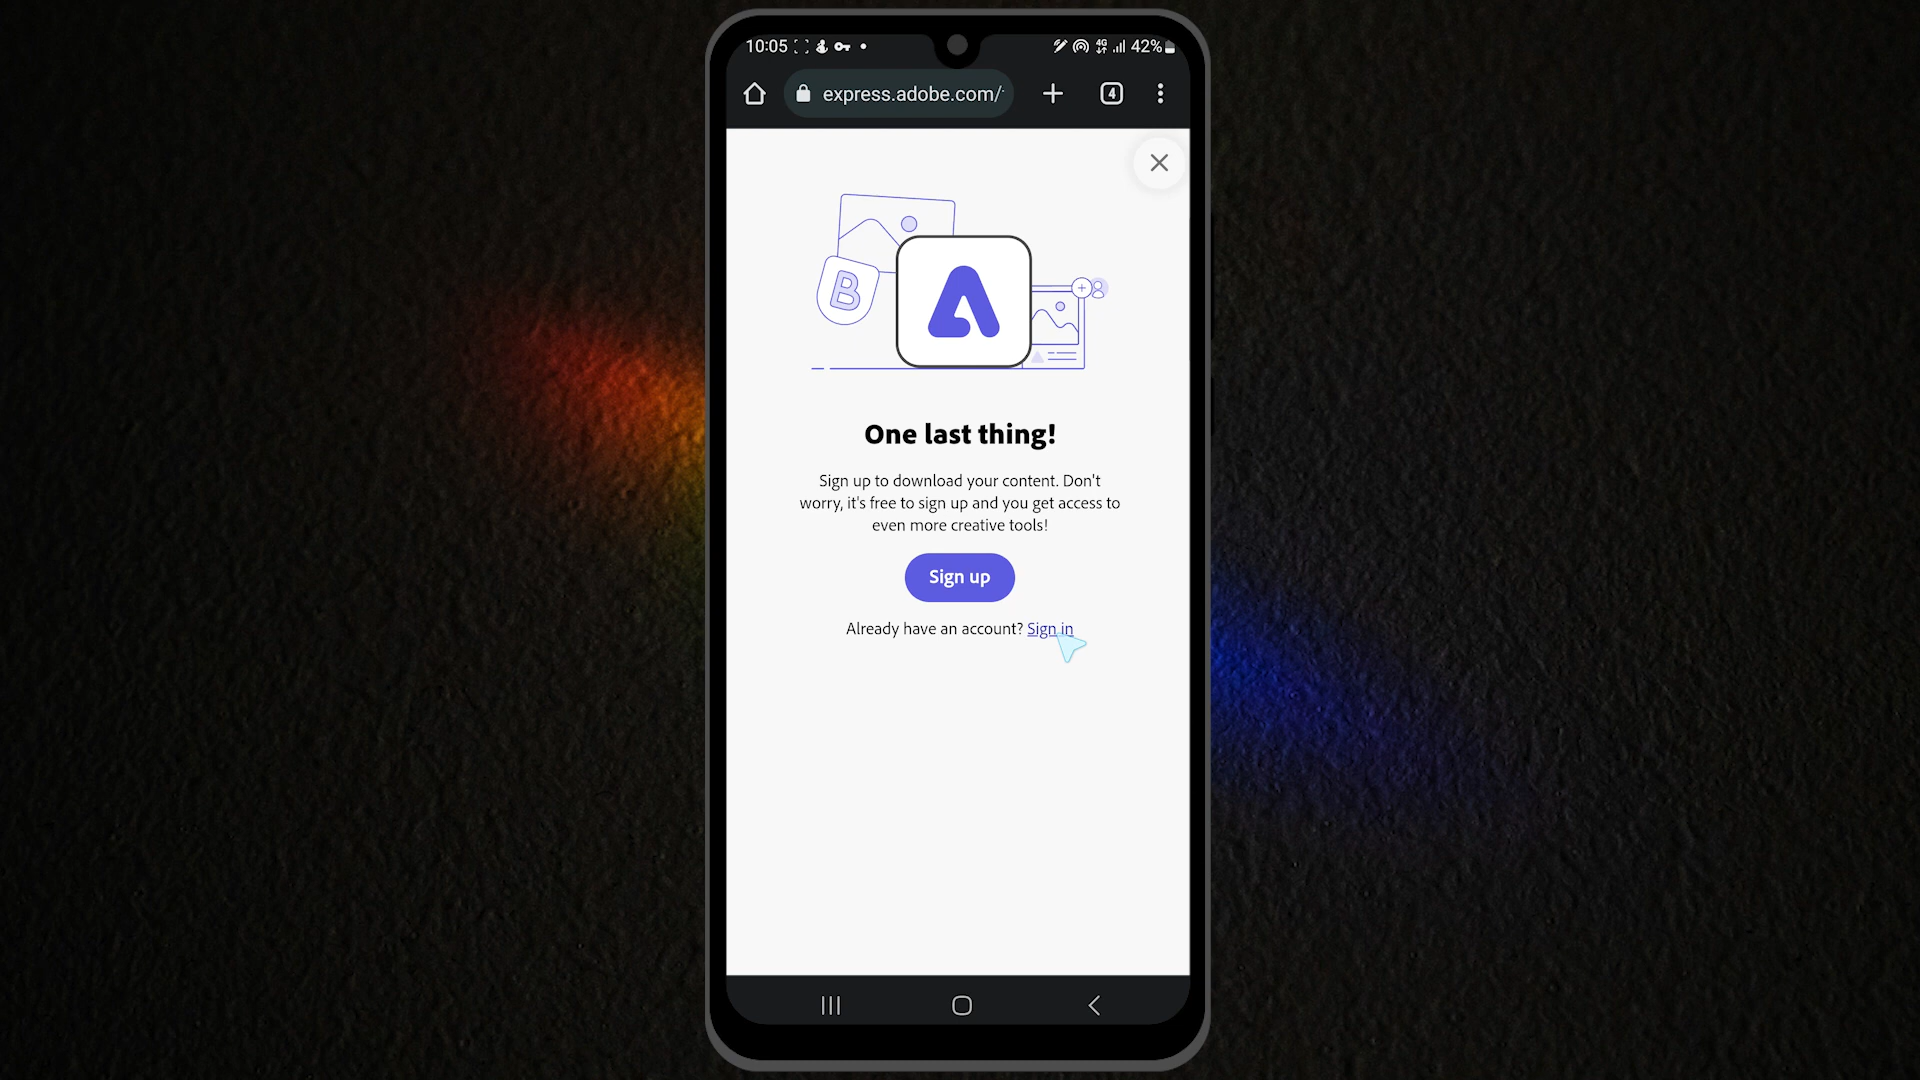 10:05 4G 42%
express.adobe.com/ 4
B
One last thing!
Sign up to download your content. Don't
worry, it's free to sign up and you get access to
even more creative tools!
Sign up
Already have an account? Sign in